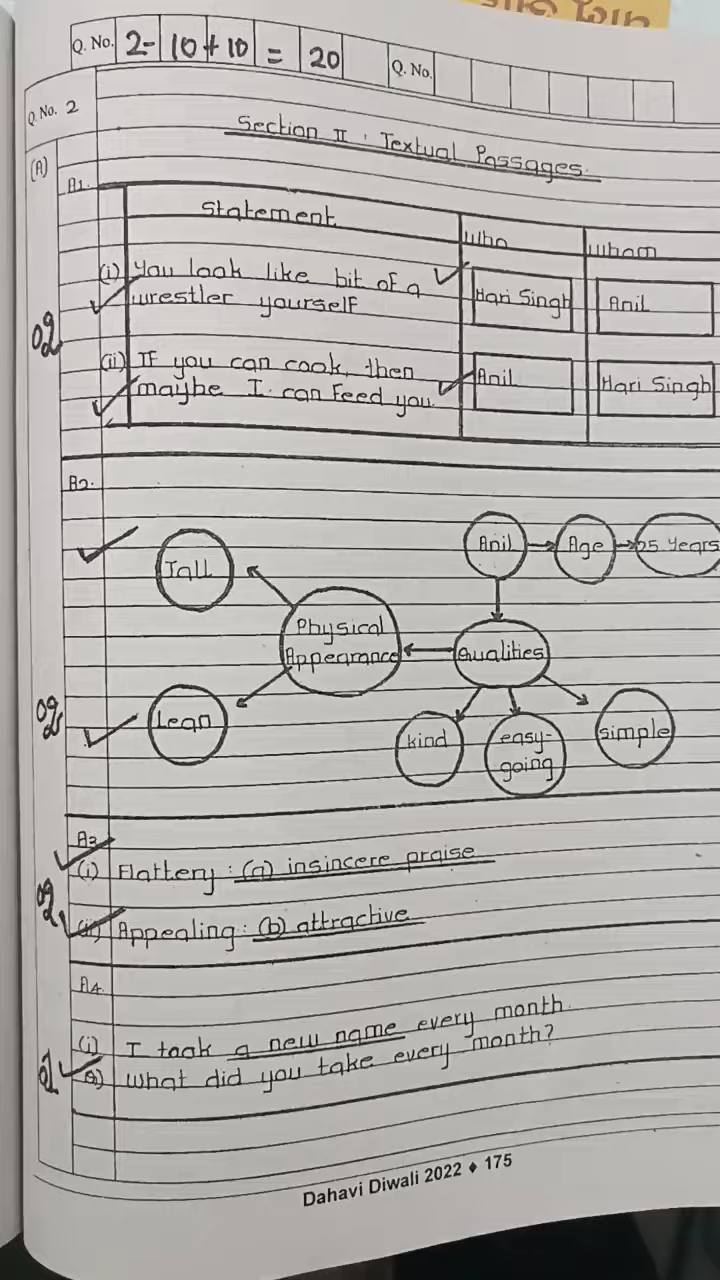 Q. No. 2- 10 + 10 = 20 Q. No.
Q. No. 2
Section II : Textual Passages.
(A)
A1.
Statement Who Whom
(i) You look like bit of a Hari Singh Anil
wrestler yourself
02
(ii) If you can cook, then Anil Hari Singh
maybe I can feed you.
A2.
Anil Age 25 Years
Tall
Physical
Appearance Qualities
02
Lean
kind easy-
going simple
A3
(i) Flattery : (a) insincere praise
02
(ii) Appealing : (b) attractive
A4.
(i) I took a new name every month
01
a) What did you take every month?
Dahavi Diwali 2022 ♦ 175